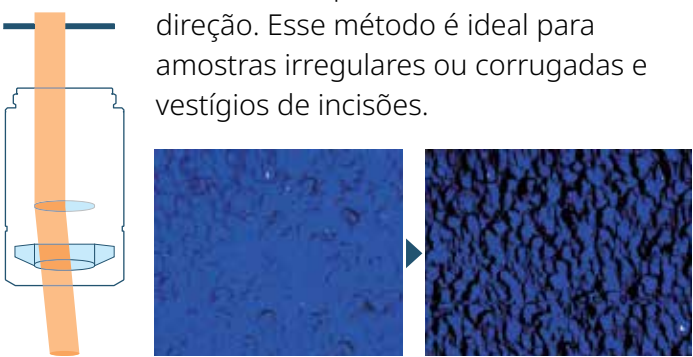 direção. Esse método é ideal para
amostras irregulares ou corrugadas e
vestígios de incisões.